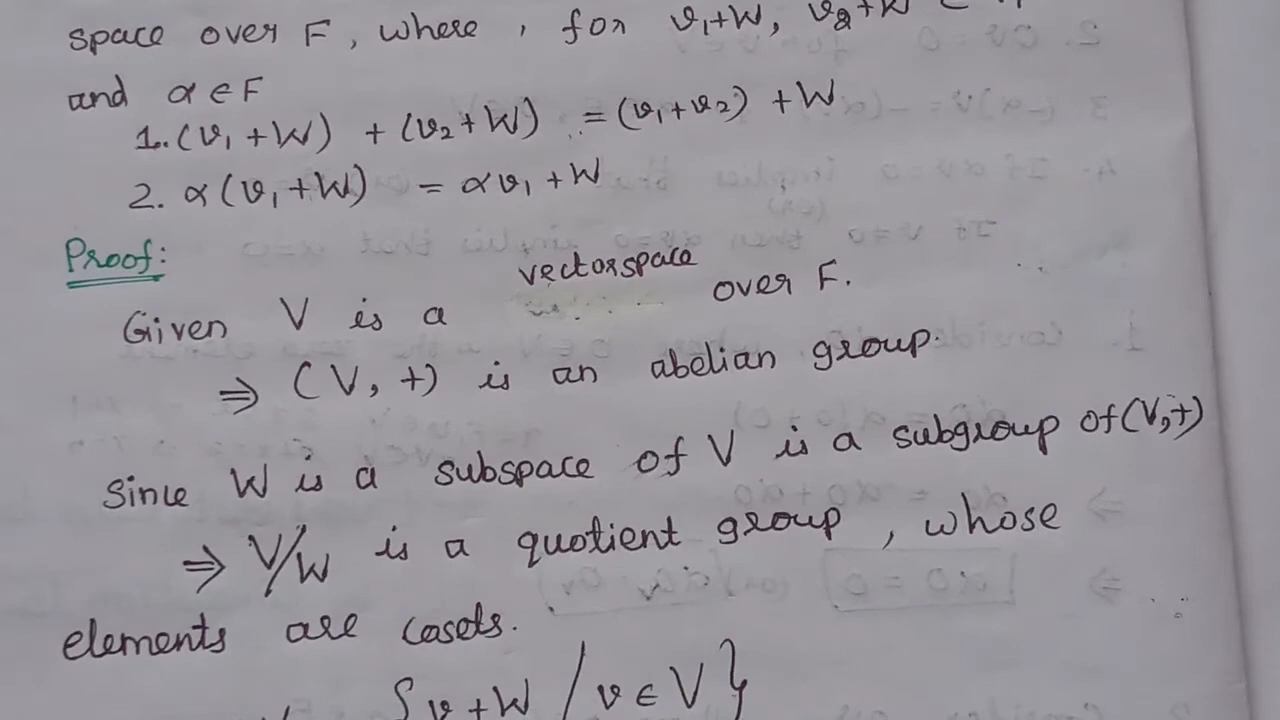 space over F, where, for v₁+W, v₂+W
and α ∈ F
1. (v₁ + W) + (v₂ + W) = (v₁+v₂) + W
2. α (v₁ + W) = αv₁ + W
Proof:
Given V is a vectorspace over F.
⇒ (V, +) is an abelian group.
Since W is a subspace of V is a subgroup of (V,+)
⇒ V/W is a quotient group, whose
elements are cosets.
{v+W / v ∈ V}